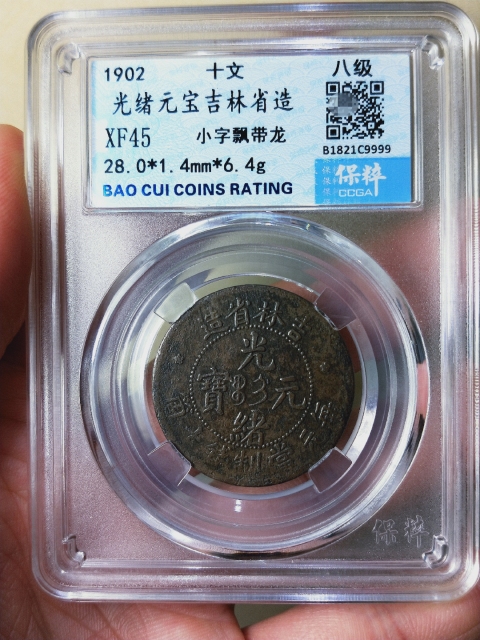 1902 十文 八级
光绪元宝吉林省造
XF45 小字飘带龙
28.0*1.4mm*6.4g
B1821C9999
BAO CUI COINS RATING
保粹
CCGA
造省林吉
光
寶 元
緒
保粹